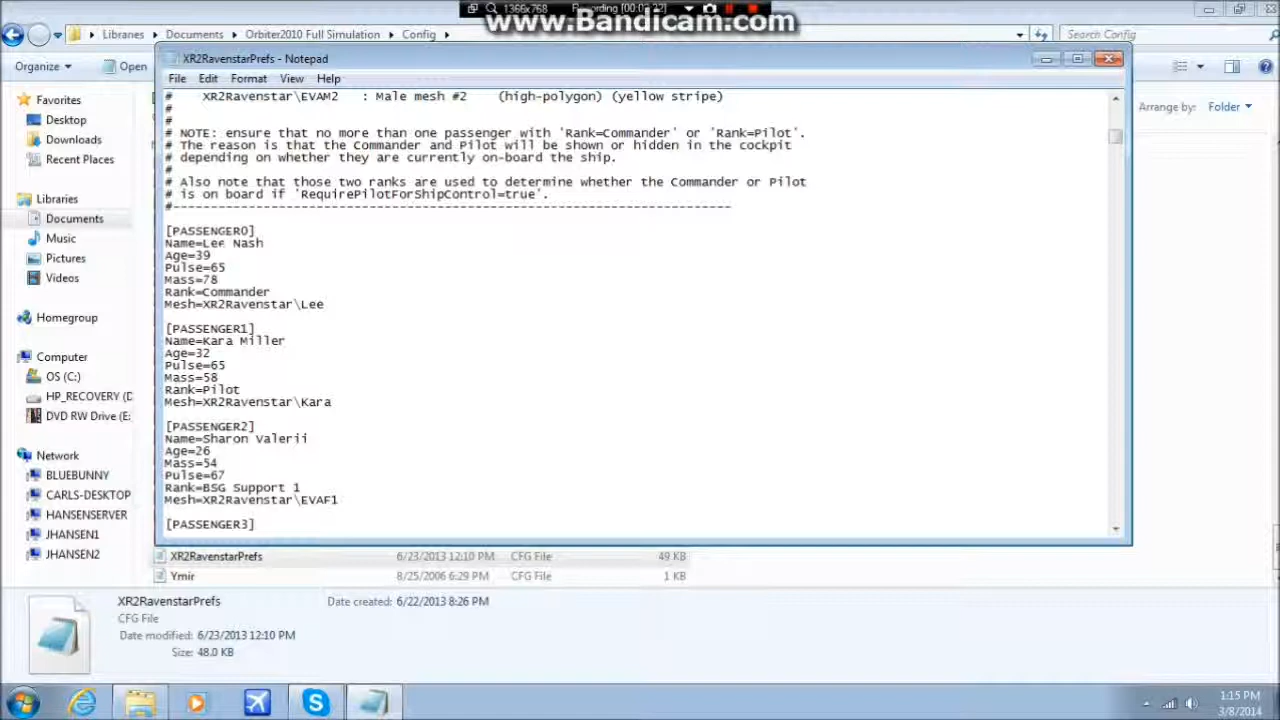 1366x768
Recording
www.Bandicam.com
Libraries
Documents
Orbiter2010 Full Simulation
Config
Search Config
XR2RavenstarPrefs - Notepad
Organize
Open
File Edit Format View Help
Arrange by: Folder
Favorites
Desktop
Downloads
Recent Places
Libraries
Documents
Music
Pictures
Videos
Homegroup
Computer
OS (C:)
HP_RECOVERY (D
DVD RW Drive (E:
Network
BLUEBUNNY
CARLS-DESKTOP
HANSENSERVER
JHANSEN1
JHANSEN2
# XR2Ravenstar\EVAM2 : Male mesh #2 (high-polygon) (yellow stripe)
#
#
# NOTE: ensure that no more than one passenger with 'Rank=Commander' or 'Rank=Pilot'.
# The reason is that the Commander and Pilot will be shown or hidden in the cockpit
# depending on whether they are currently on-board the ship.
#
# Also note that those two ranks are used to determine whether the Commander or Pilot
# is on board if 'RequirePilotForShipControl=true'.
#--------------------------------------------------------------------------
[PASSENGER0]
Name=Lee Nash
Age=39
Pulse=65
Mass=78
Rank=Commander
Mesh=XR2Ravenstar\Lee
[PASSENGER1]
Name=Kara Miller
Age=32
Pulse=65
Mass=58
Rank=Pilot
Mesh=XR2Ravenstar\Kara
[PASSENGER2]
Name=Sharon Valerii
Age=26
Mass=54
Pulse=67
Rank=BSG Support 1
Mesh=XR2Ravenstar\EVAF1
[PASSENGER3]
XR2RavenstarPrefs 6/23/2013 12:10 PM CFG File 49 KB
Ymir 8/25/2006 6:29 PM CFG File 1 KB
XR2RavenstarPrefs
Date created: 6/22/2013 8:26 PM
CFG File
Date modified: 6/23/2013 12:10 PM
Size: 48.0 KB
1:15 PM
3/8/2014